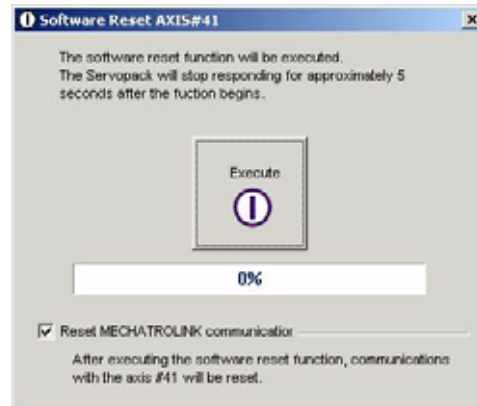 Software Reset AXIS#41
The software reset function will be executed.
The Servopack will stop responding for approximately 5
seconds after the fuction begins.
Execute
0%
Reset MECHATROLINK communication
After executing the software reset function, communications
with the axis #41 will be reset.